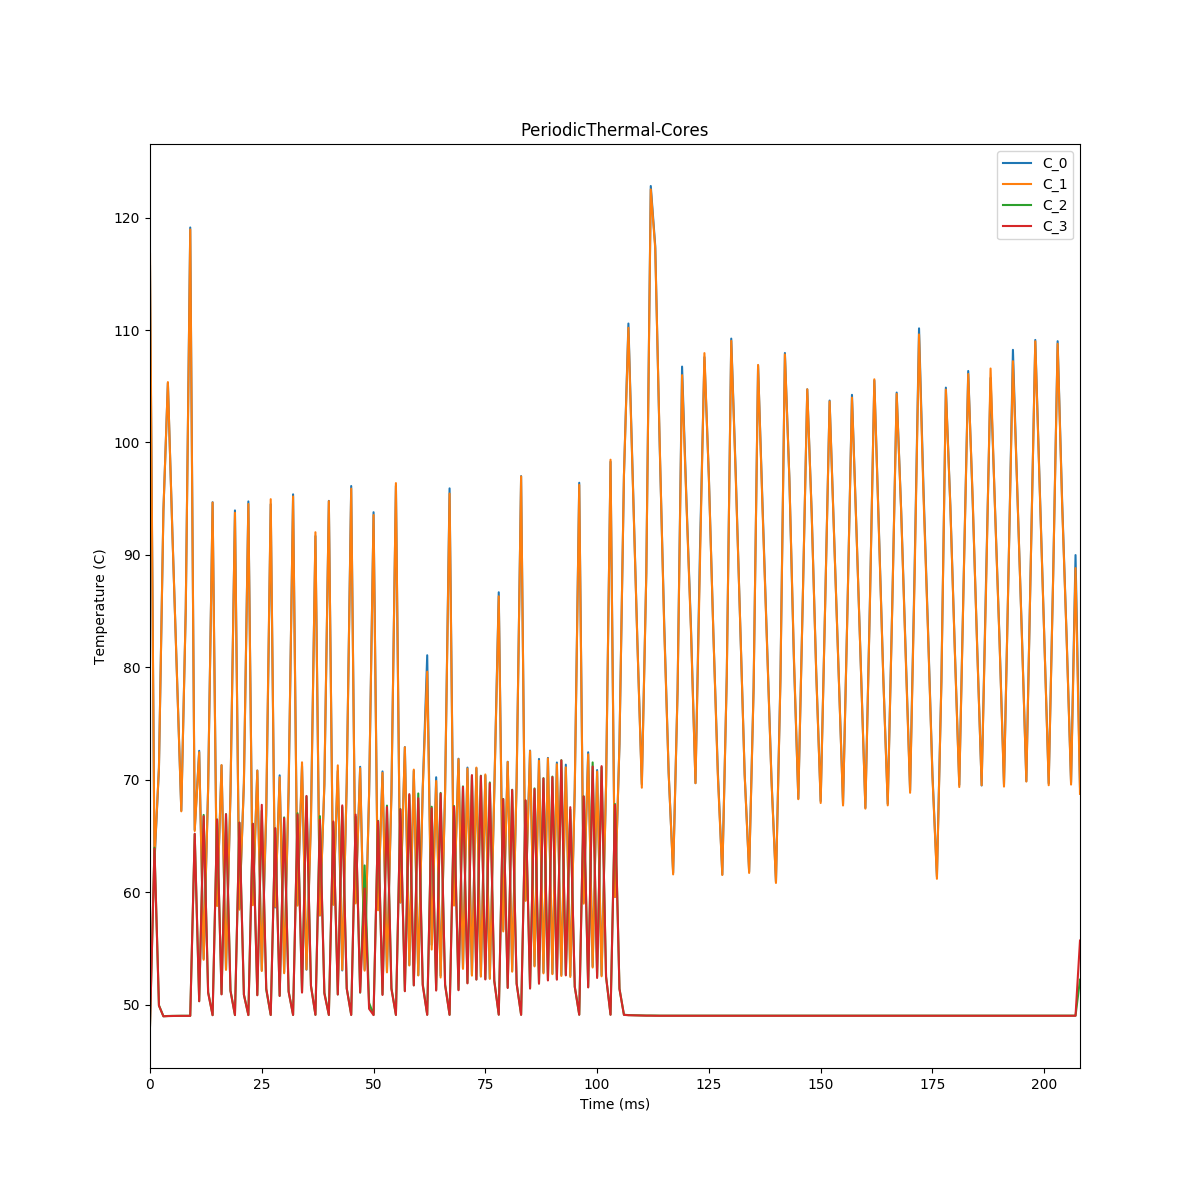 PeriodicThermal-Cores
C_0
C_1
C_2
C_3
120
110
100
90
80
70
60
50
Temperature (C)
0 25 50 75 100 125 150 175 200
Time (ms)